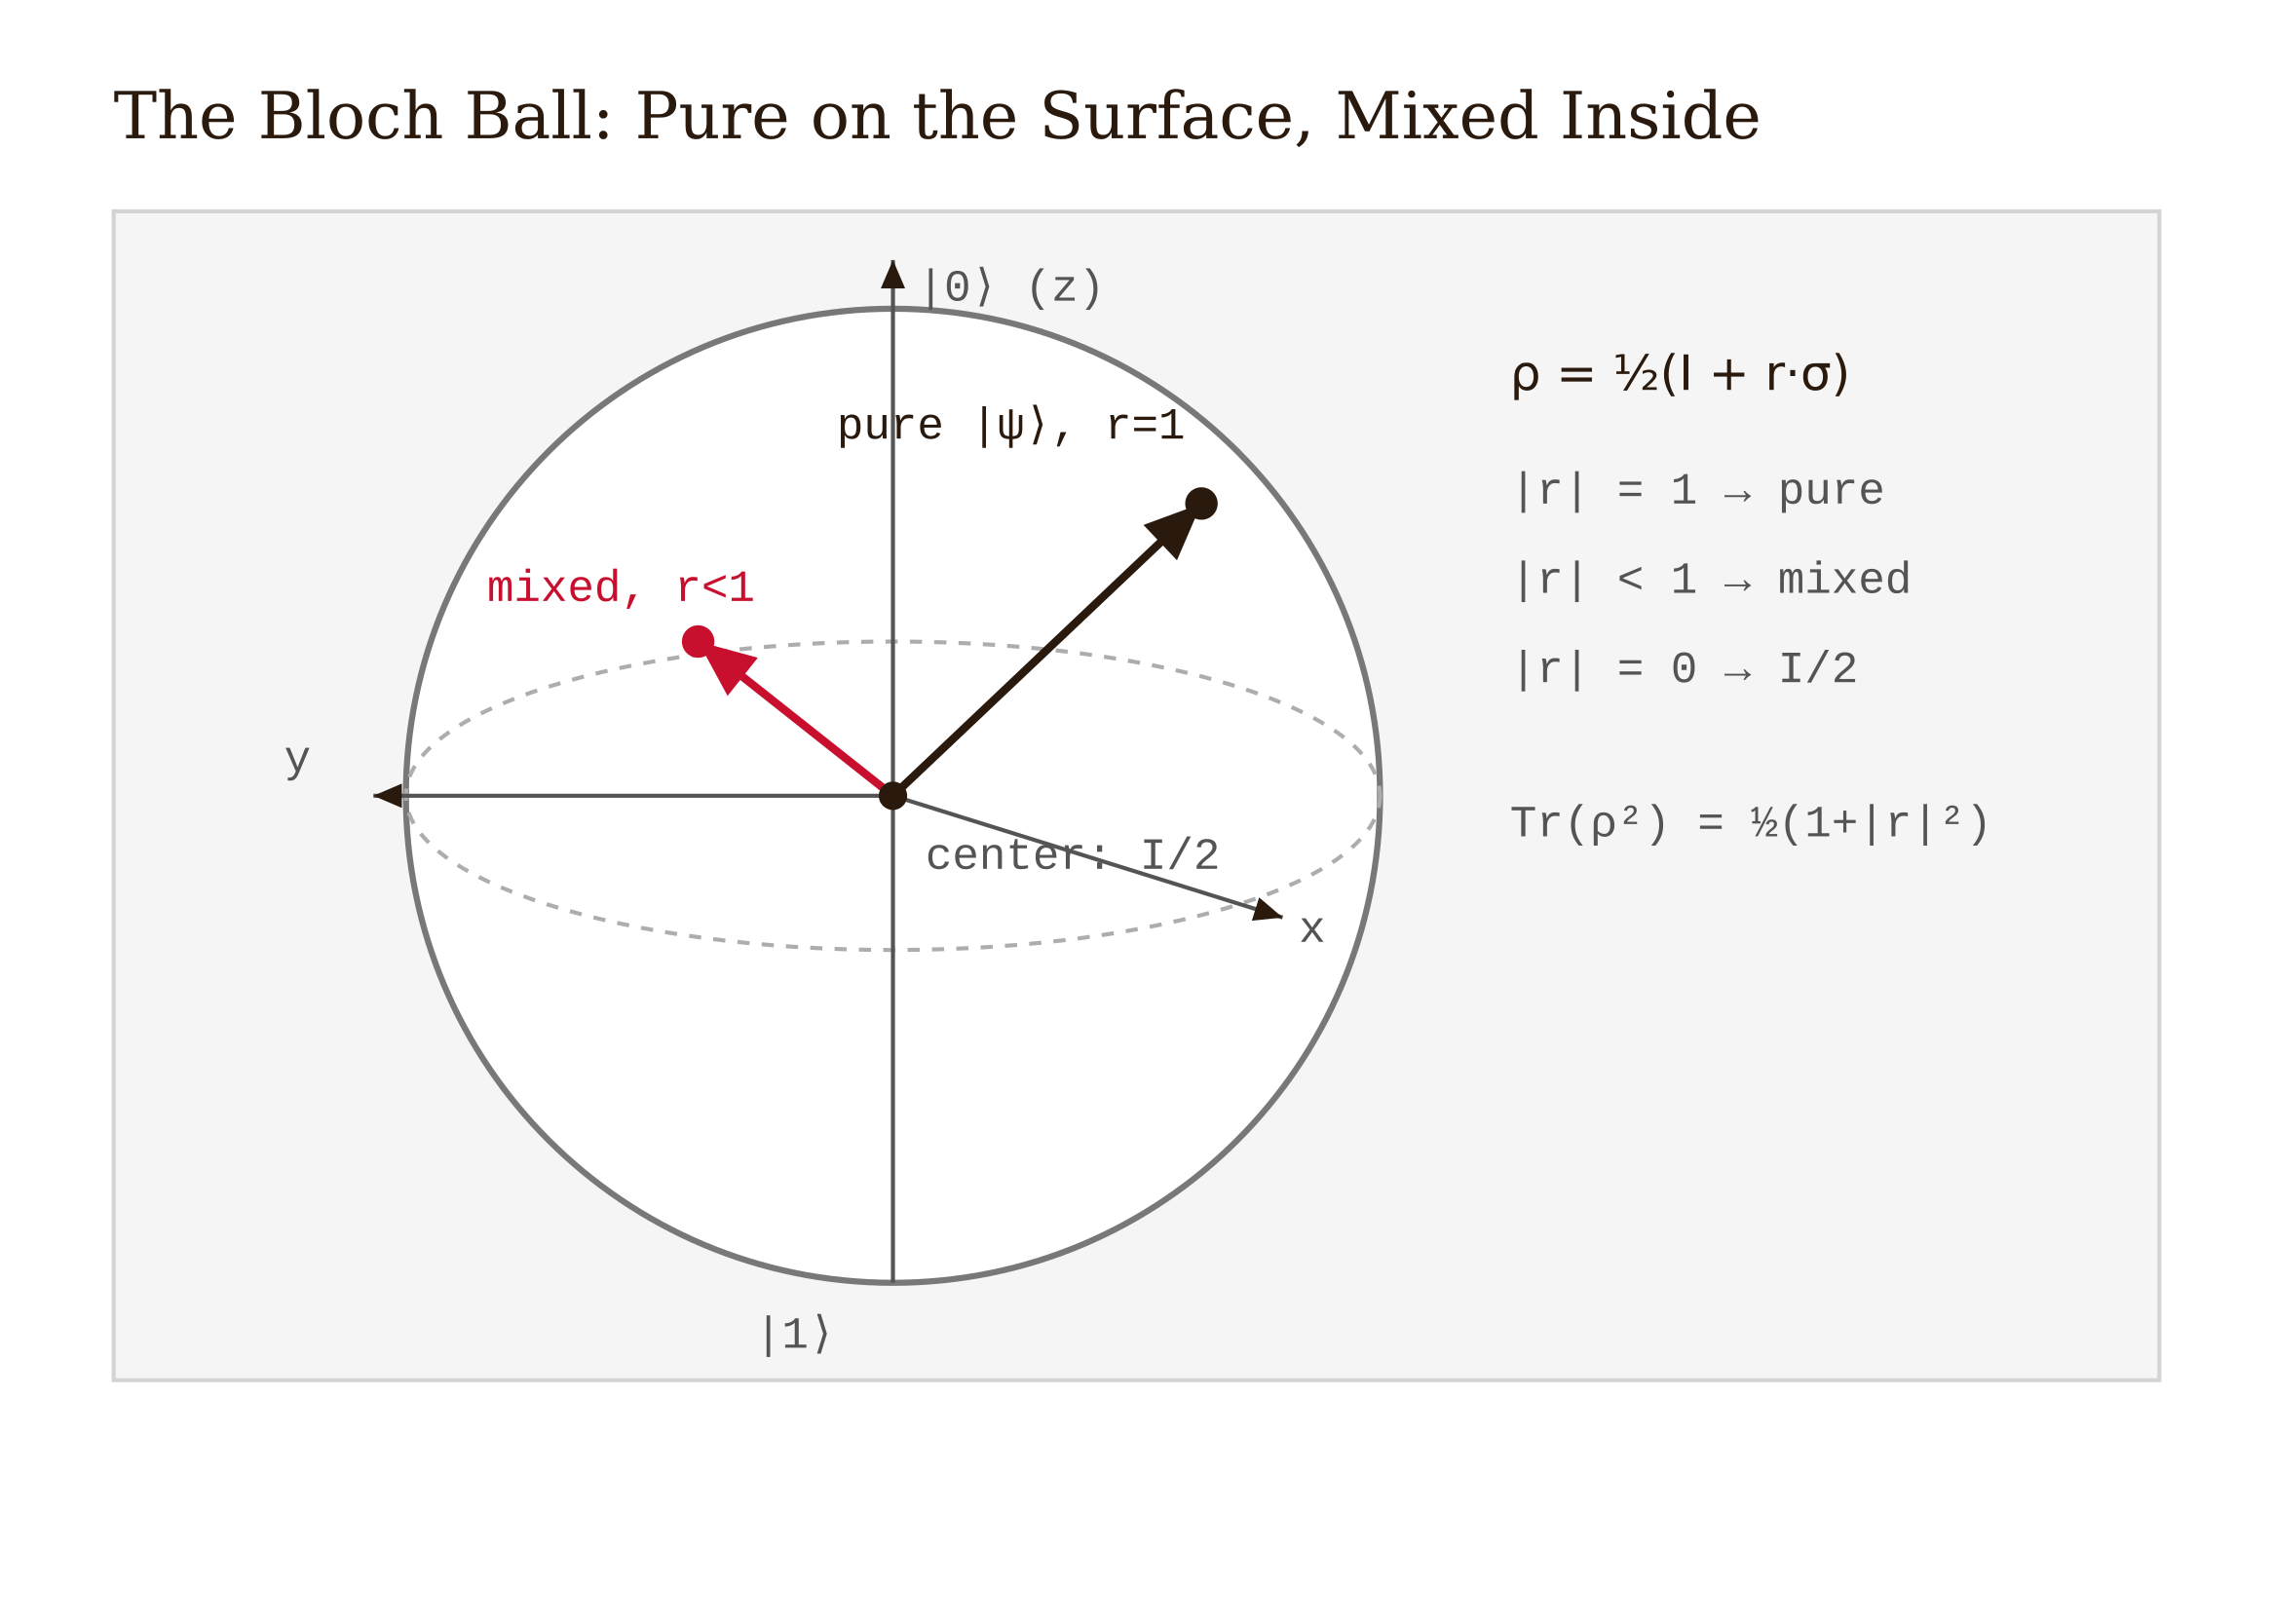 The Bloch Ball: Pure on the Surface, Mixed Inside
|0⟩ (z)
pure |ψ⟩, r=1
mixed, r<1
y
center: I/2
x
|1⟩
ρ = ½(I + r·σ)
|r| = 1 → pure
|r| < 1 → mixed
|r| = 0 → I/2
Tr(ρ²) = ½(1+|r|²)